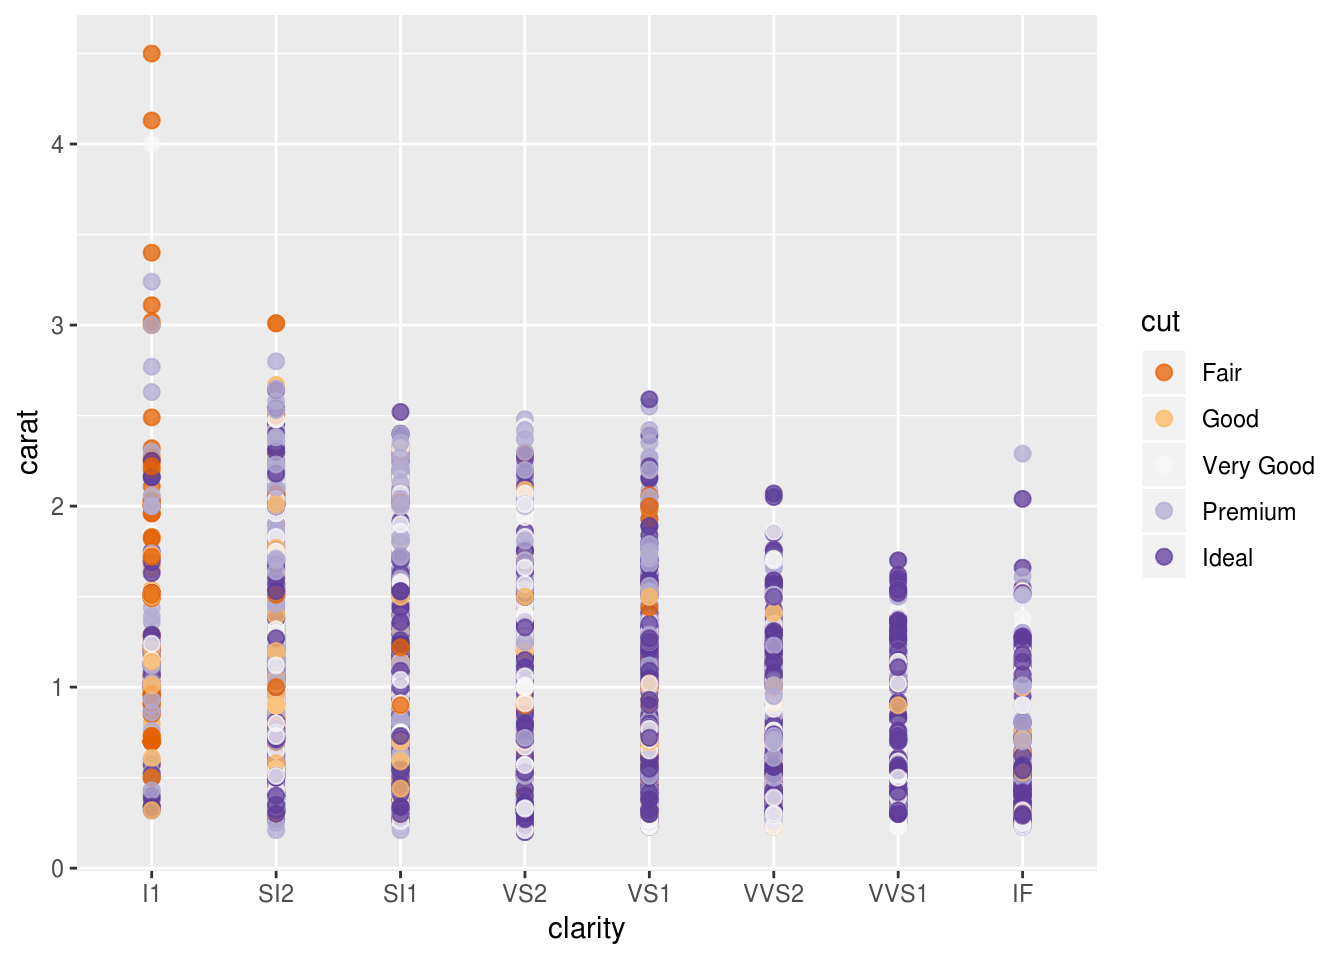 4
3
2
1
0
carat
I1 SI2 SI1 VS2 VS1 VVS2 VVS1 IF
clarity
cut
Fair
Good
Very Good
Premium
Ideal